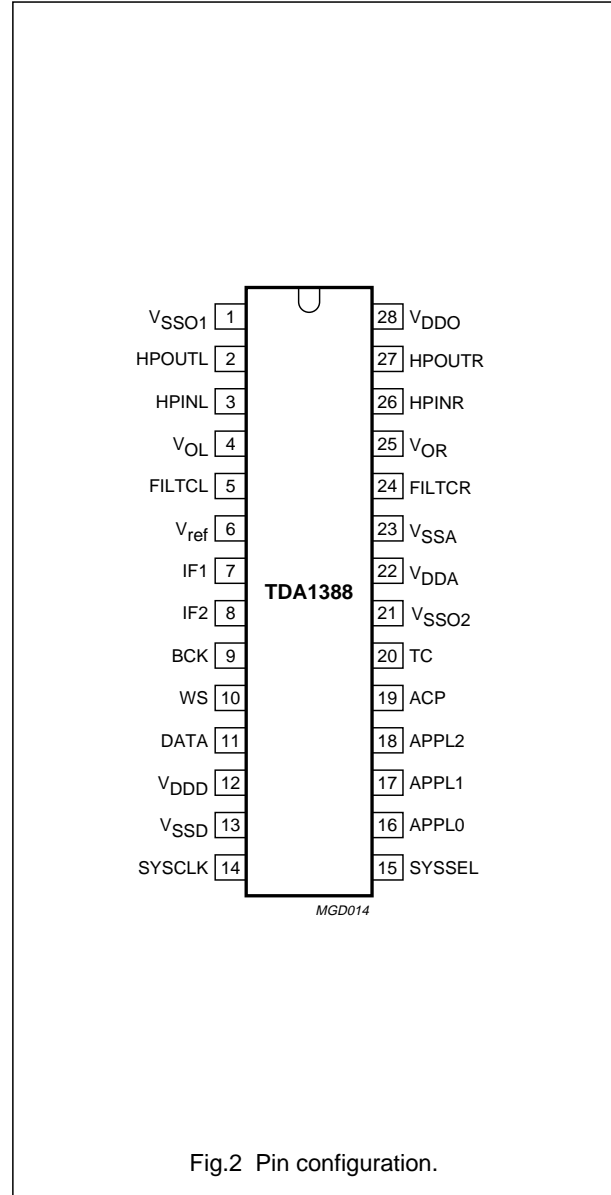 VSSO1 1 28 VDDO
HPOUTL 2 27 HPOUTR
HPINL 3 26 HPINR
VOL 4 25 VOR
FILTCL 5 24 FILTCR
Vref 6 23 VSSA
IF1 7 22 VDDA
TDA1388
IF2 8 21 VSSO2
BCK 9 20 TC
WS 10 19 ACP
DATA 11 18 APPL2
VDDD 12 17 APPL1
VSSD 13 16 APPL0
SYSCLK 14 15 SYSSEL
MGD014
Fig.2 Pin configuration.